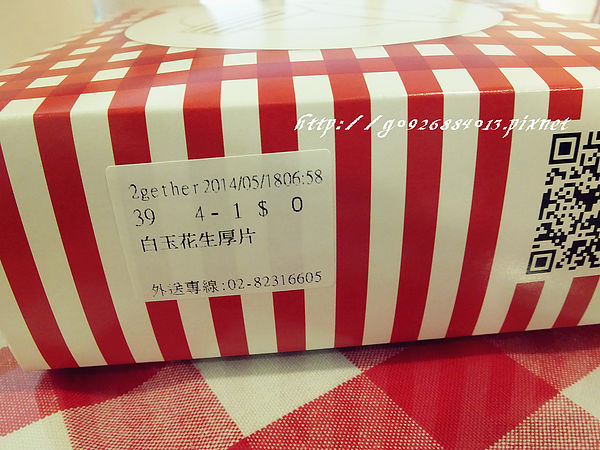 http://go926884013.pixnet
2gether 2014/05/1806:58
39 4-1 $ 0
白玉花生厚片
外送專線:02-82316605